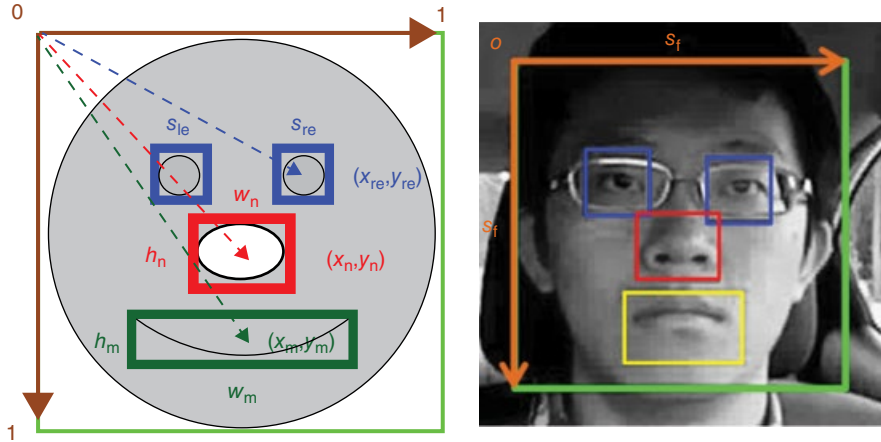 0
1
s_le
s_re
(x_re,y_re)
w_n
h_n
(x_n,y_n)
h_m
(x_m,y_m)
w_m
1
o
s_f
s_f